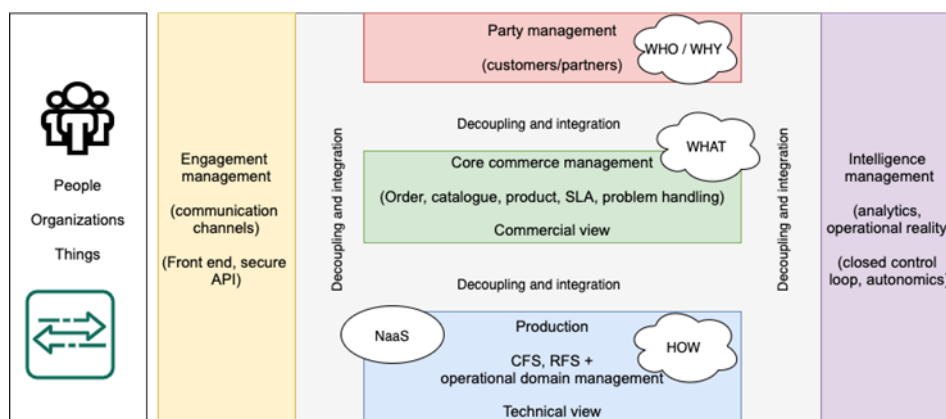 People
Organizations
Things
Engagement
management
(communication
channels)
(Front end, secure
API)
Decoupling and integration
Party management
(customers/partners)
WHO / WHY
Decoupling and integration
WHAT
Core commerce management
(Order, catalogue, product, SLA, problem handling)
Commercial view
Decoupling and integration
NaaS
Production
CFS, RFS +
operational domain management
Technical view
HOW
Decoupling and integration
Intelligence
management
(analytics,
operational reality)
(closed control
loop, autonomics)